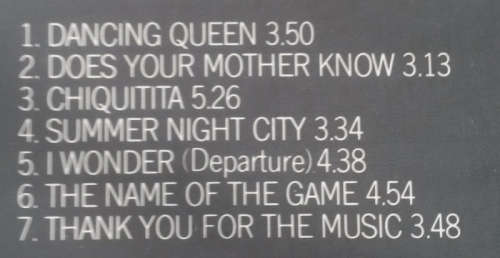 1. DANCING QUEEN 3.50
2. DOES YOUR MOTHER KNOW 3.13
3. CHIQUITITA 5.26
4. SUMMER NIGHT CITY 3.34
5. I WONDER (Departure) 4.38
6. THE NAME OF THE GAME 4.54
7. THANK YOU FOR THE MUSIC 3.48